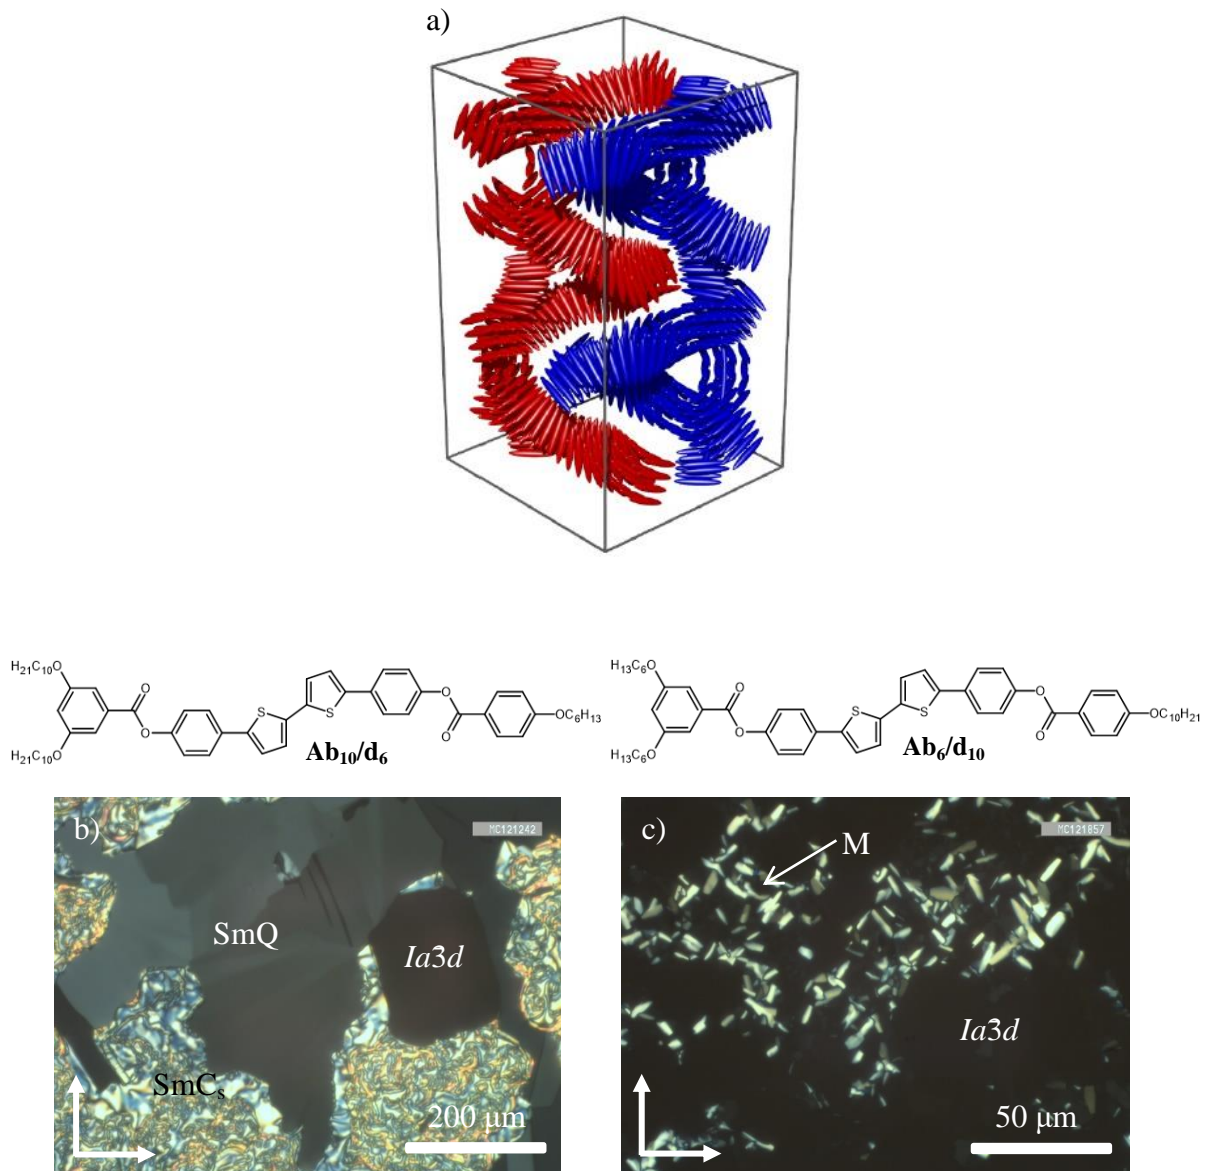 a)
H₂₁C₁₀O
O
O
S
S
O
O
OC₆H₁₃
H₂₁C₁₀O
Ab₁₀/d₆
H₁₃C₆O
O
O
S
S
O
O
OC₁₀H₂₁
H₁₃C₆O
Ab₆/d₁₀
b)
MC121242
SmQ
Ia3d
SmCₛ
200 µm
c)
MC121857
M
Ia3d
50 µm